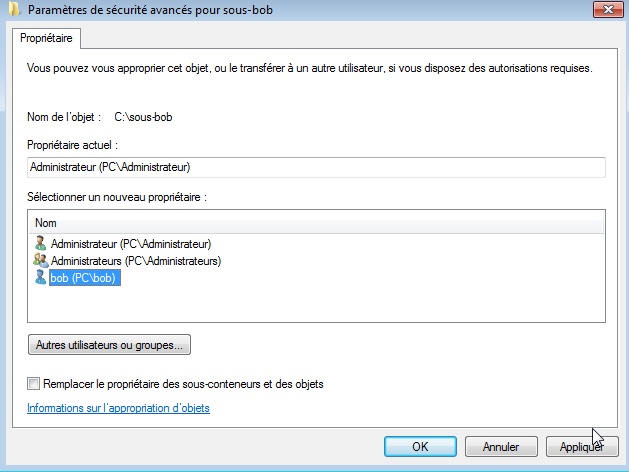 Paramètres de sécurité avancés pour sous-bob
Propriétaire
Vous pouvez vous approprier cet objet, ou le transférer à un autre utilisateur, si vous disposez des autorisations requises.
Nom de l'objet : C:\sous-bob
Propriétaire actuel :
Administrateur (PC\Administrateur)
Sélectionner un nouveau propriétaire :
Nom
Administrateur (PC\Administrateur)
Administrateurs (PC\Administrateurs)
bob (PC\bob)
Autres utilisateurs ou groupes...
Remplacer le propriétaire des sous-conteneurs et des objets
Informations sur l'appropriation d'objets
OK Annuler Appliquer